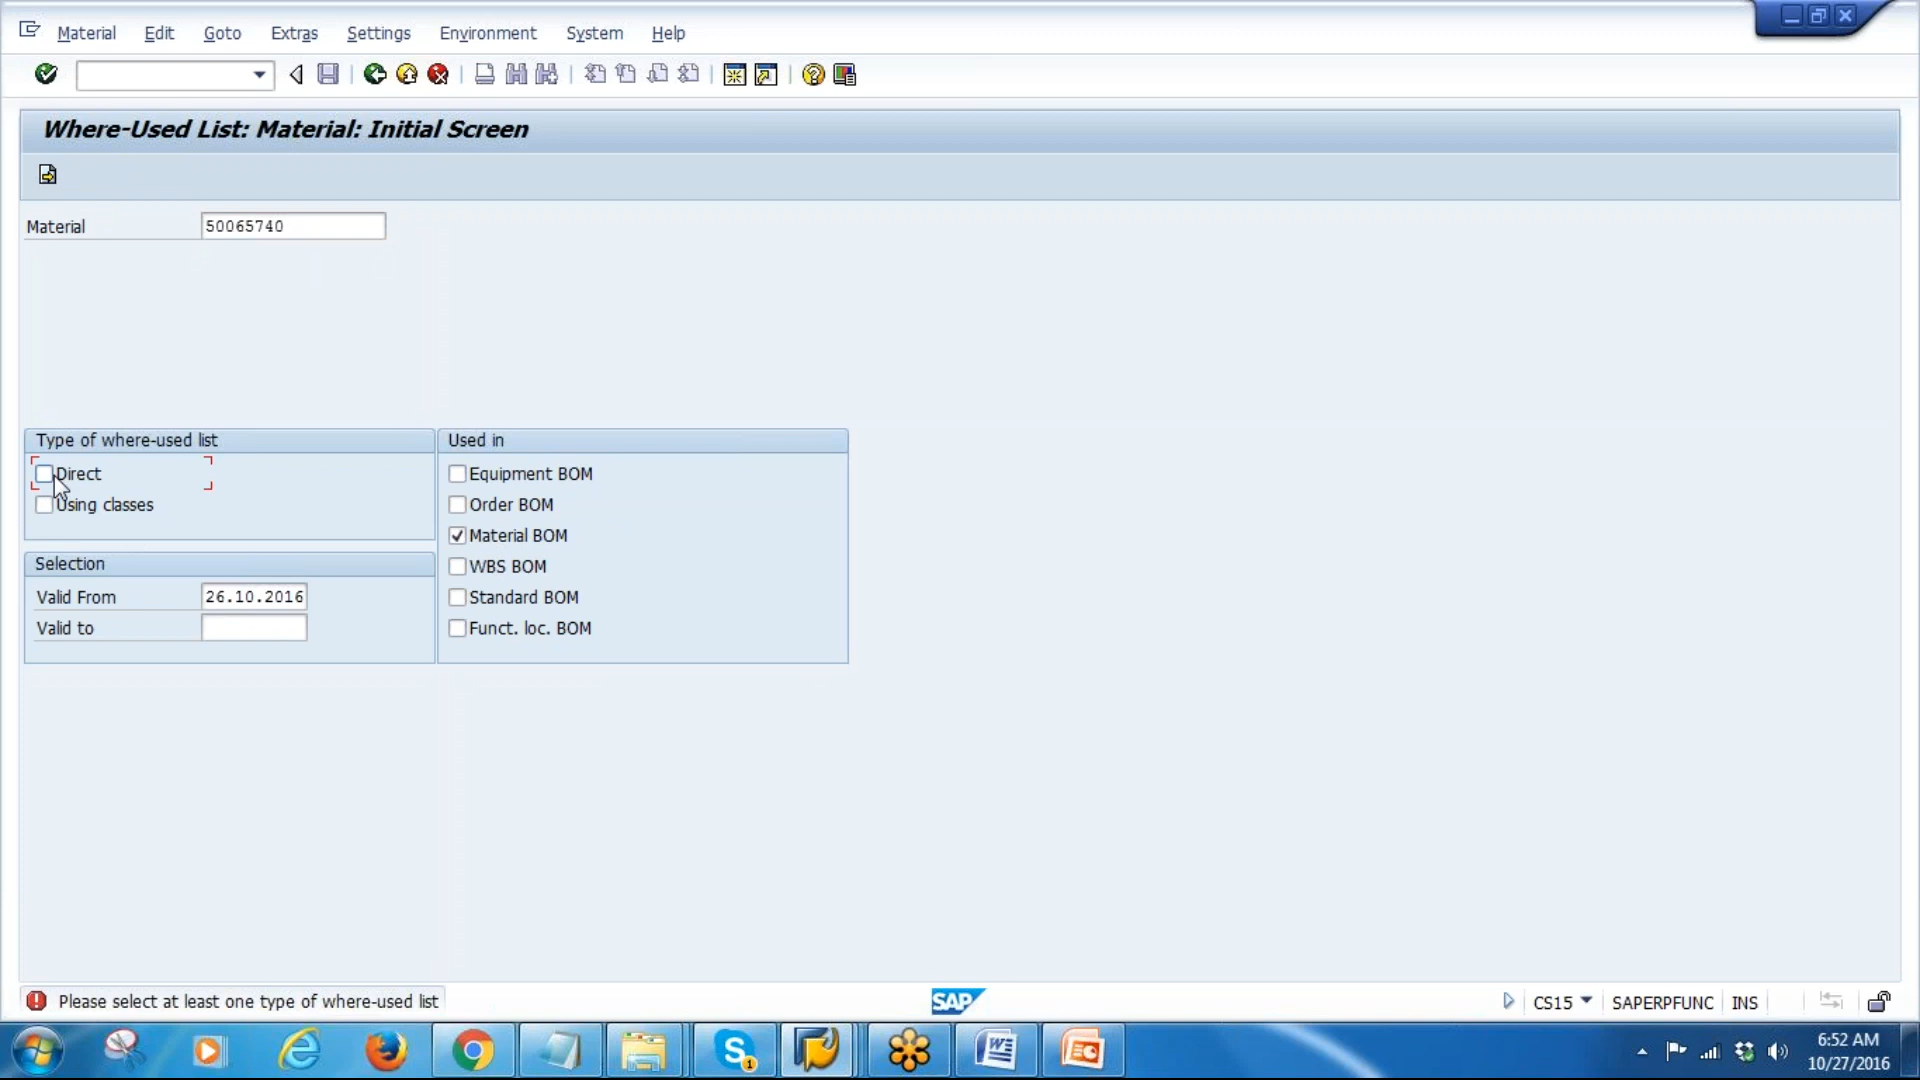 Material Edit Goto Extras Settings Environment System Help
Where-Used List: Material: Initial Screen
Material 50065740
Type of where-used list
Direct
Using classes
Selection
Valid From 26.10.2016
Valid to
Used in
Equipment BOM
Order BOM
Material BOM
WBS BOM
Standard BOM
Funct. loc. BOM
Please select at least one type of where-used list
SAP
CS15 SAPERPFUNC INS
6:52 AM
10/27/2016